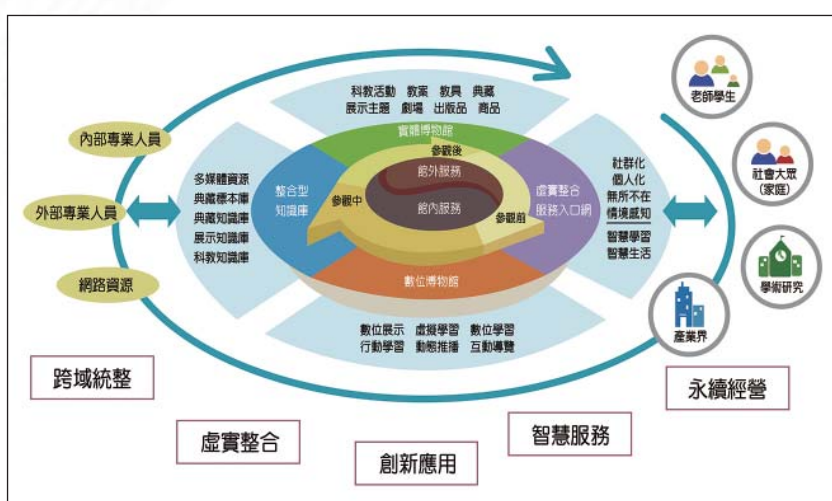 科教活動 教案 教具 典藏
展示主題 劇場 出版品 商品
老師學生
實體博物館
內部專業人員
參觀後
社會大眾
(家庭)
多媒體資源
典藏標本庫
典藏知識庫
展示知識庫
科教知識庫
整合型
知識庫
館外服務
館內服務
參觀中
參觀前
虛實整合
服務入口網
社群化
個人化
無所不在
情境感知
智慧學習
智慧生活
外部專業人員
學術研究
網路資源
數位博物館
產業界
數位展示 虛擬學習 數位學習
行動學習 動態推播 互動導覽
跨域統整
永續經營
虛實整合
智慧服務
創新應用